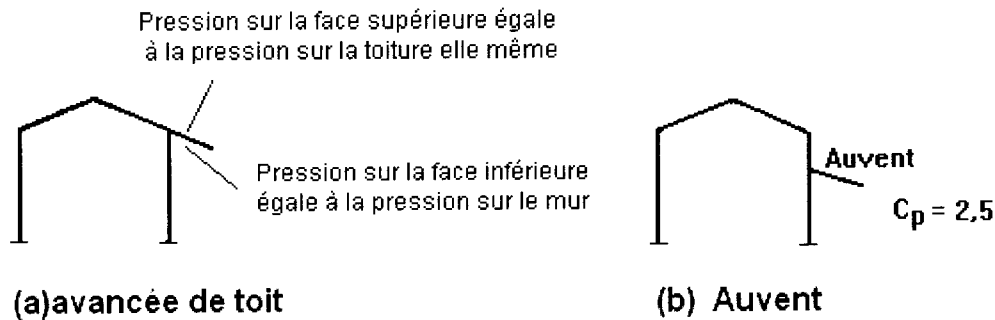 Pression sur la face supérieure égale
à la pression sur la toiture elle même
Pression sur la face inférieure
égale à la pression sur le mur
(a)avancée de toit
Auvent
Cp = 2,5
(b) Auvent